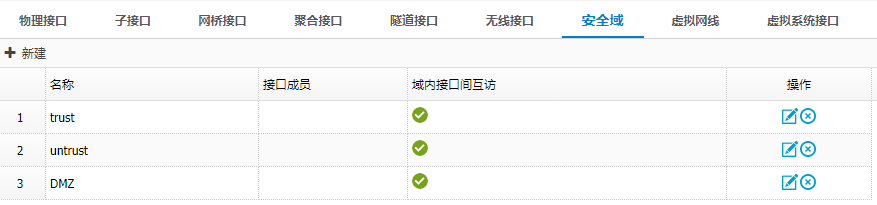 物理接口 子接口 网桥接口 聚合接口 隧道接口 无线接口 安全域 虚拟网线 虚拟系统接口
新建
名称 接口成员 域内接口间互访 操作
1 trust
2 untrust
3 DMZ